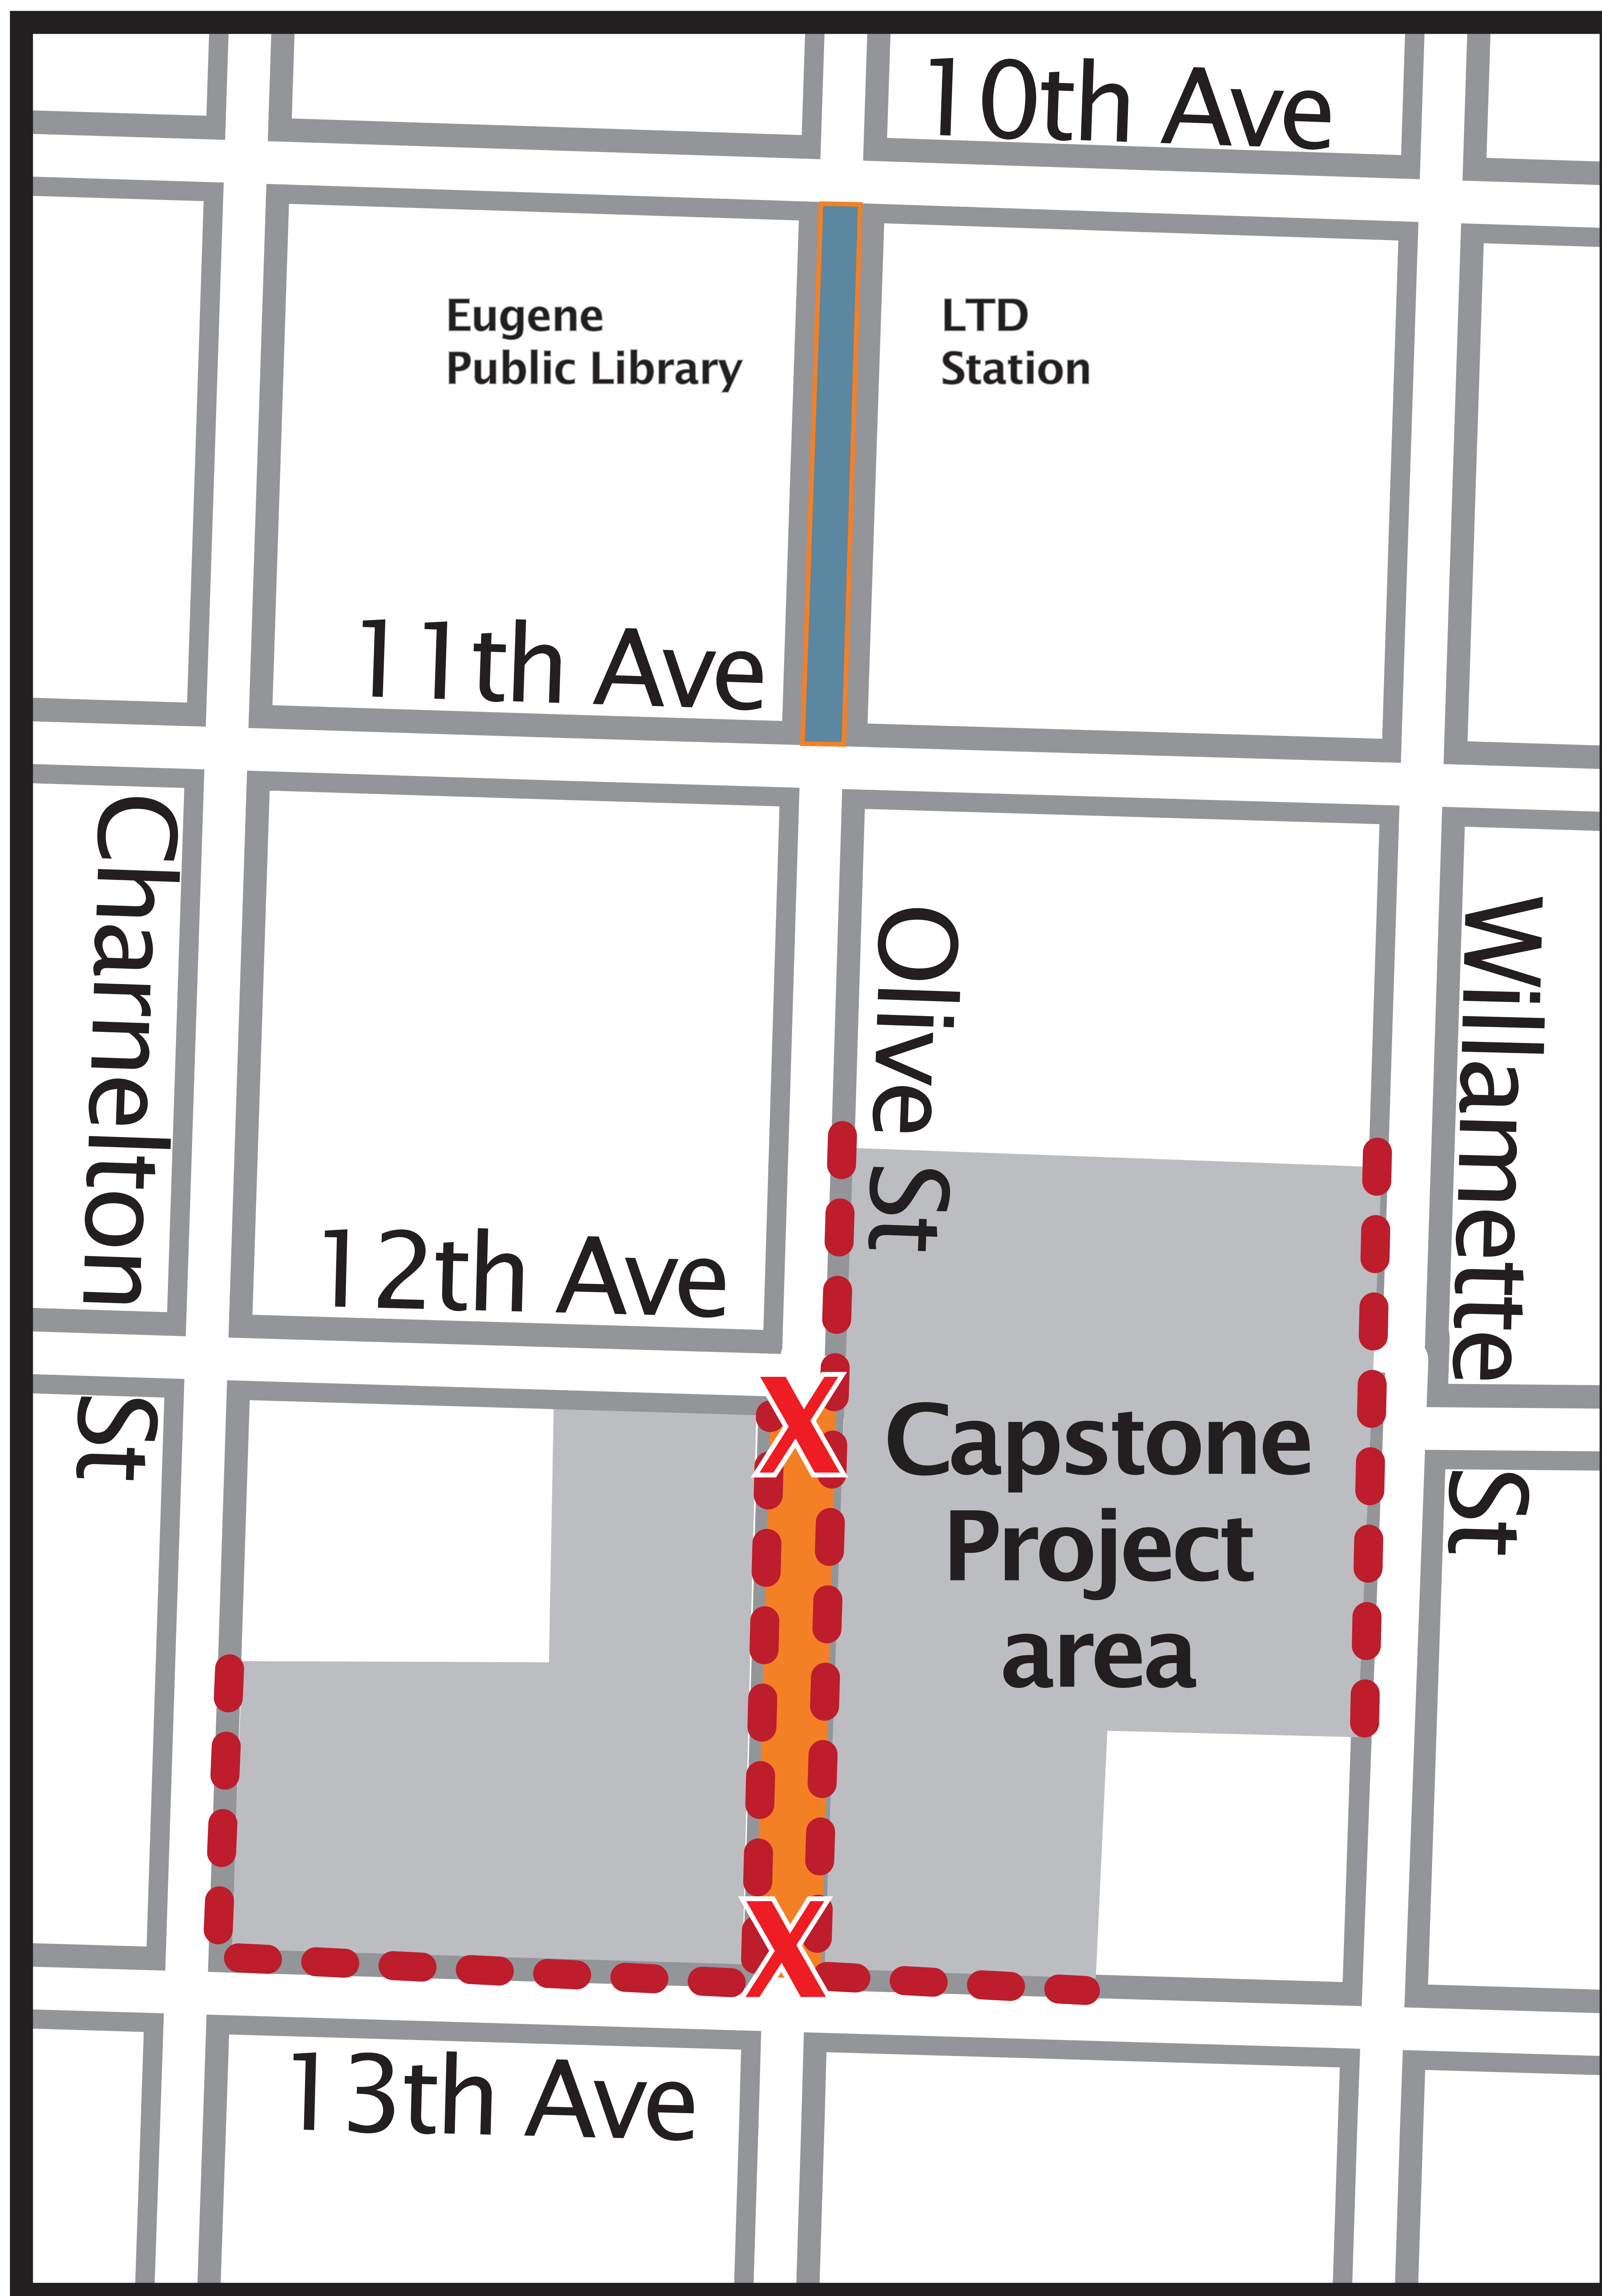 10th Ave
Eugene
Public Library
LTD
Station
11th Ave
Charnelton St
Olive St
Willamette St
12th Ave
Capstone
Project
area
X
X
13th Ave